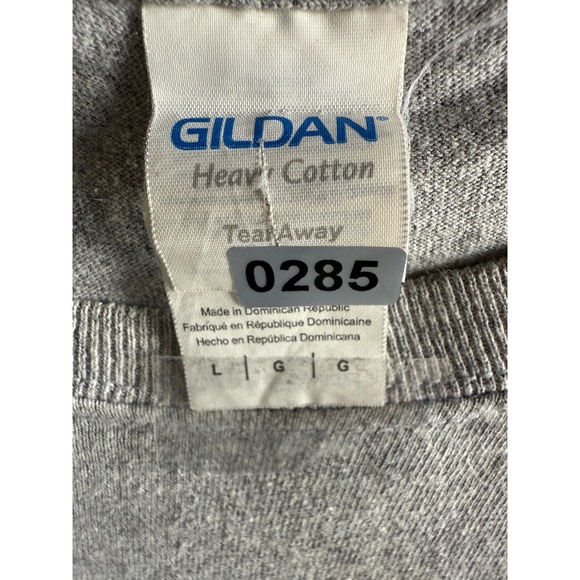 GILDAN
Heavy Cotton
TearAway
0285
Made in Dominican Republic
Fabriqué en République Dominicaine
Hecho en República Dominicana
L | G | G